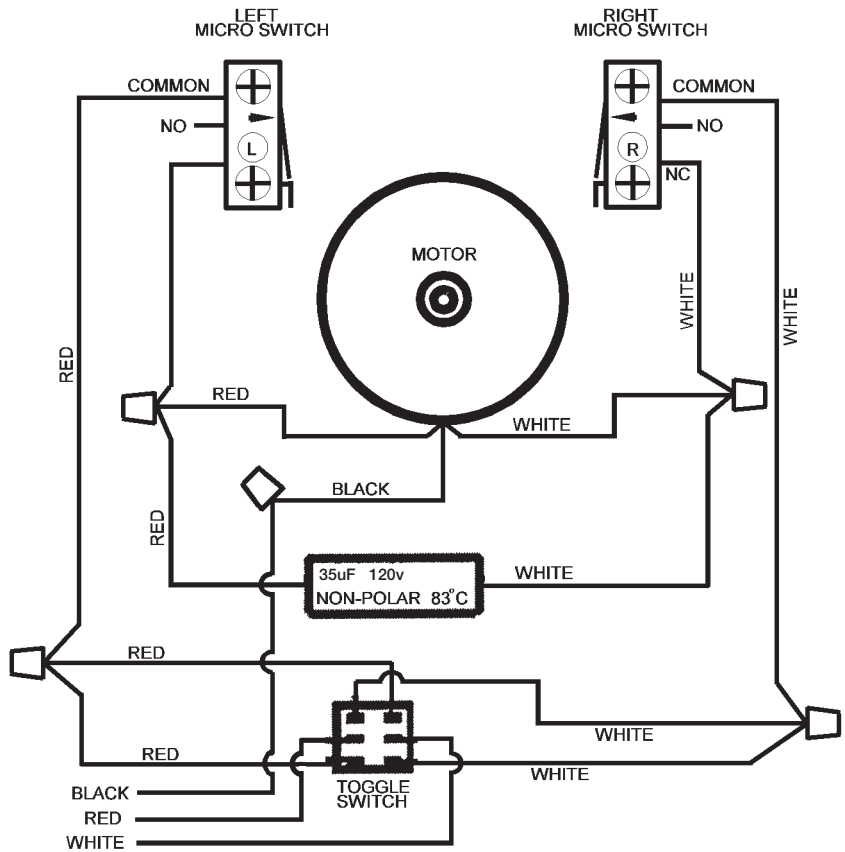 LEFT
MICRO SWITCH
RIGHT
MICRO SWITCH
COMMON
COMMON
NO
NO
L
R
NC
MOTOR
WHITE
WHITE
RED
RED
WHITE
BLACK
RED
35uF 120v
NON-POLAR 83°C
WHITE
RED
WHITE
RED
WHITE
TOGGLE
SWITCH
BLACK
RED
WHITE